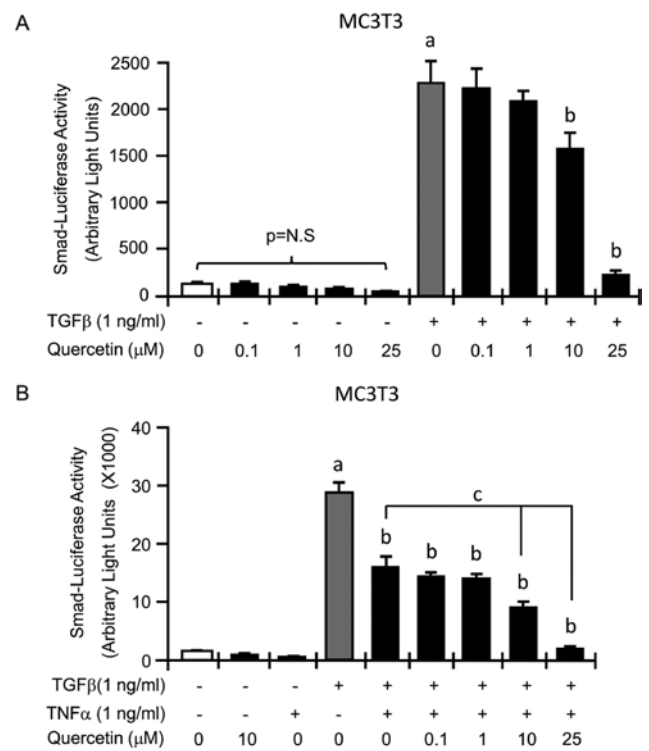 A
MC3T3
Smad-Luciferase Activity
(Arbitrary Light Units)
2500
2000
1500
1000
500
0
a
b
b
p=N.S
TGFβ (1 ng/ml) - - - - - + + + + +
Quercetin (μM) 0 0.1 1 10 25 0 0.1 1 10 25
B
MC3T3
Smad-Luciferase Activity
(Arbitrary Light Units (X1000)
40
30
20
10
0
a
c
b b b b b
TGFβ(1 ng/ml) - - - + + + + + +
TNFα (1 ng/ml) - - + - + + + + +
Quercetin (μM) 0 10 0 0 0 0.1 1 10 25